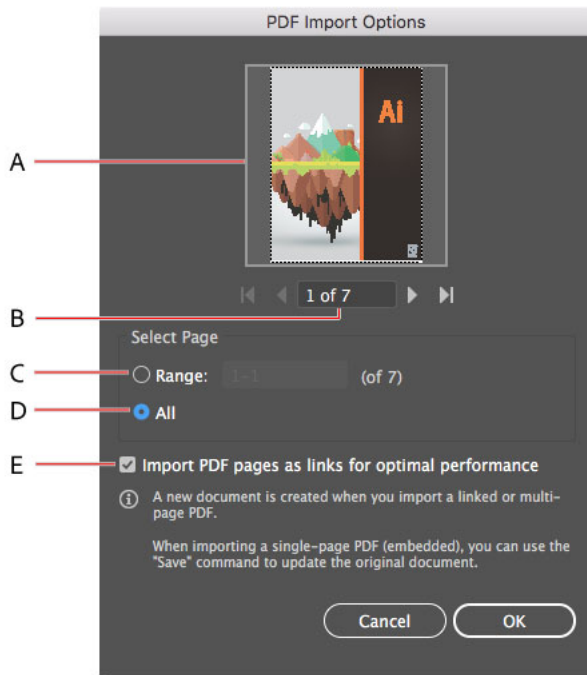 PDF Import Options
Ai
A
1 of 7
B
Select Page
C
Range: 1-1 (of 7)
D
All
E
Import PDF pages as links for optimal performance
A new document is created when you import a linked or multi-
page PDF.
When importing a single-page PDF (embedded), you can use the
"Save" command to update the original document.
Cancel
OK